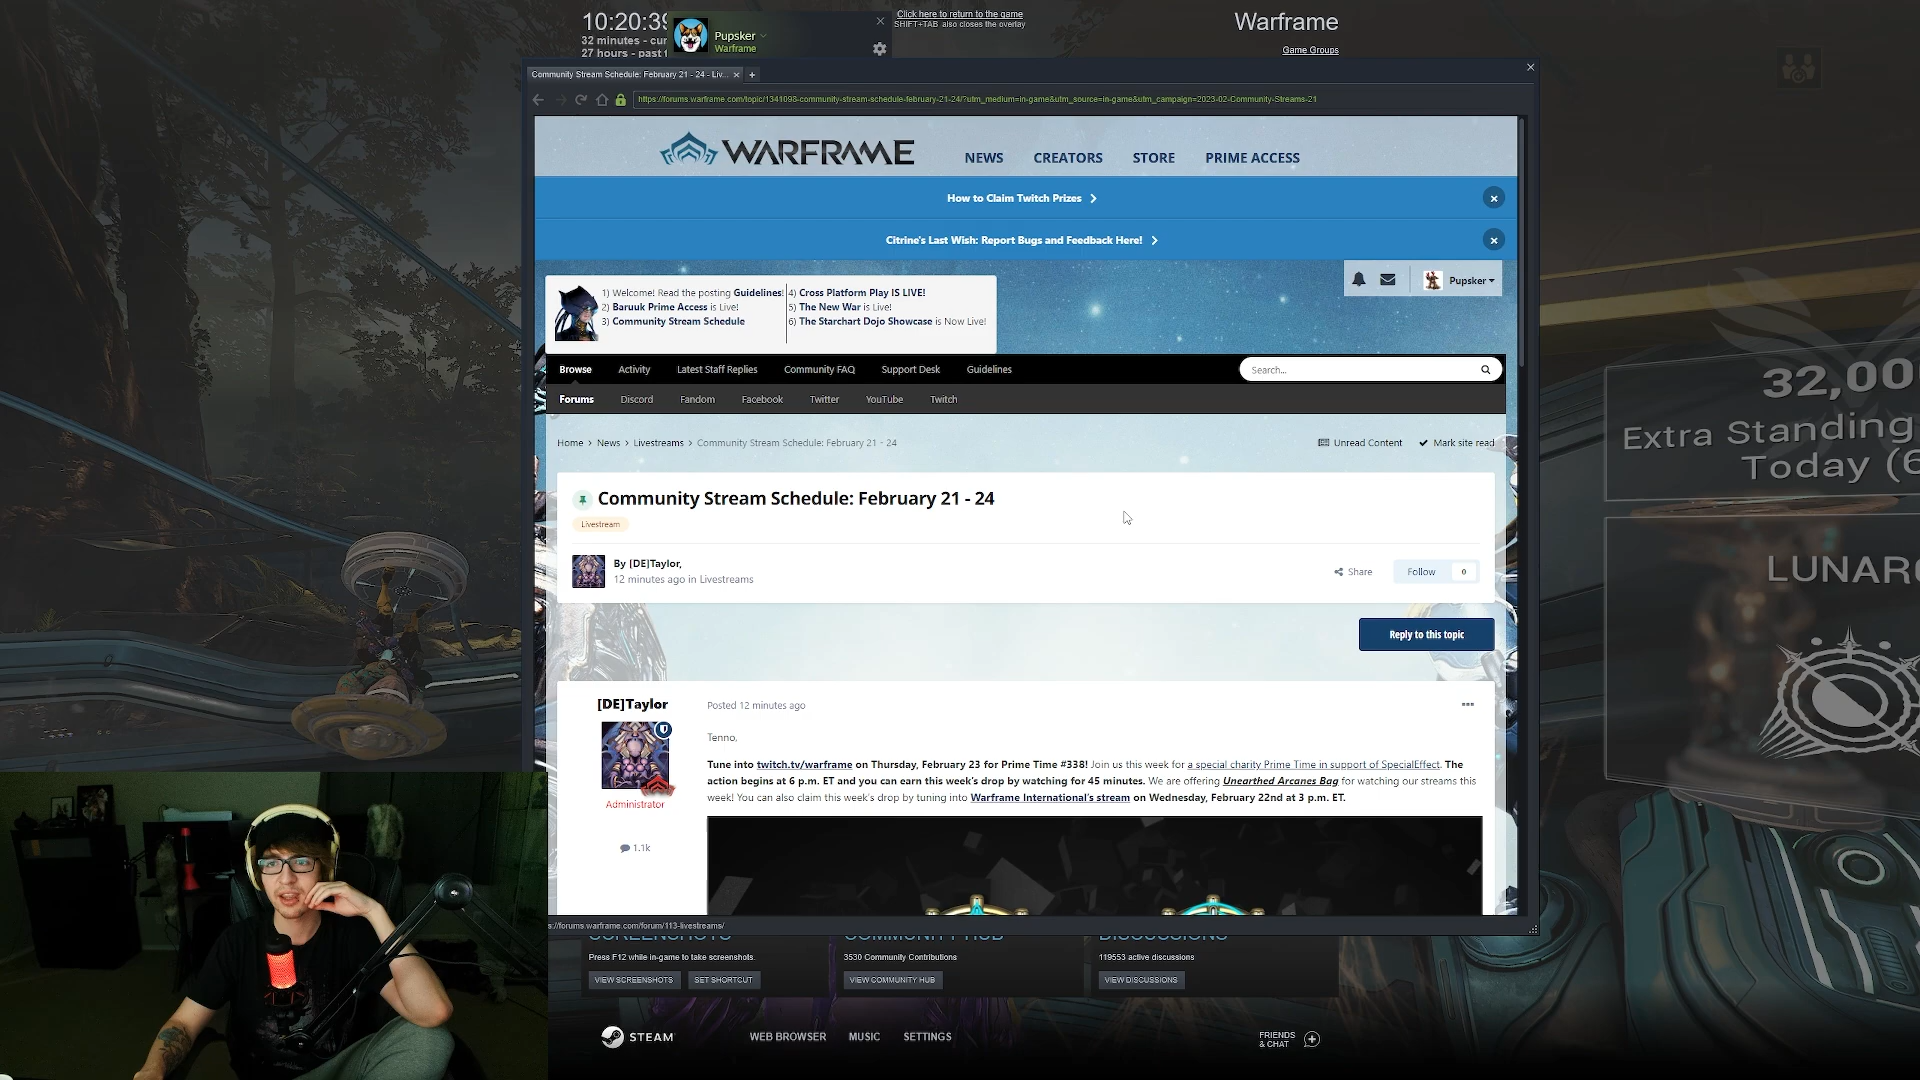 10:20:39
32 minutes - cur
27 hours - past t
Pupsker
Warframe
Click here to return to the game
SHIFT+TAB also closes the overlay
Warframe
Game Groups
Community Stream Schedule: February 21 - 24 - Liv...
https://forums.warframe.com/topic/1341098-community-stream-schedule-february-21-24/?utm_medium=in-game&utm_source=in-game&utm_campaign=2023-02-Community-Streams-21
WARFRAME
NEWS CREATORS STORE PRIME ACCESS
How to Claim Twitch Prizes
Citrine's Last Wish: Report Bugs and Feedback Here!
Pupsker
1) Welcome! Read the posting Guidelines!
2) Baruuk Prime Access is Live!
3) Community Stream Schedule
4) Cross Platform Play IS LIVE!
5) The New War is Live!
6) The Starchart Dojo Showcase is Now Live!
Browse Activity Latest Staff Replies Community FAQ Support Desk Guidelines
Search...
Forums Discord Fandom Facebook Twitter YouTube Twitch
Home > News > Livestreams > Community Stream Schedule: February 21 - 24
Unread Content Mark site read
Community Stream Schedule: February 21 - 24
Livestream
By [DE]Taylor,
12 minutes ago in Livestreams
Share Follow 0
Reply to this topic
[DE]Taylor
Administrator
1.1k
Posted 12 minutes ago
Tenno,
Tune into twitch.tv/warframe on Thursday, February 23 for Prime Time #338! Join us this week for a special charity Prime Time in support of SpecialEffect. The
action begins at 6 p.m. ET and you can earn this week's drop by watching for 45 minutes. We are offering Unearthed Arcanes Bag for watching our streams this
week! You can also claim this week's drop by tuning into Warframe International's stream on Wednesday, February 22nd at 3 p.m. ET.
32,00
Extra Standing
Today (6
LUNAR
s://forums.warframe.com/forum/113-livestreams/
SCREENSHOTS
Press F12 while in-game to take screenshots.
VIEW SCREENSHOTS SET SHORTCUT
COMMUNITY HUB
3530 Community Contributions
VIEW COMMUNITY HUB
DISCUSSIONS
119553 active discussions
VIEW DISCUSSIONS
STEAM
WEB BROWSER MUSIC SETTINGS
FRIENDS
& CHAT